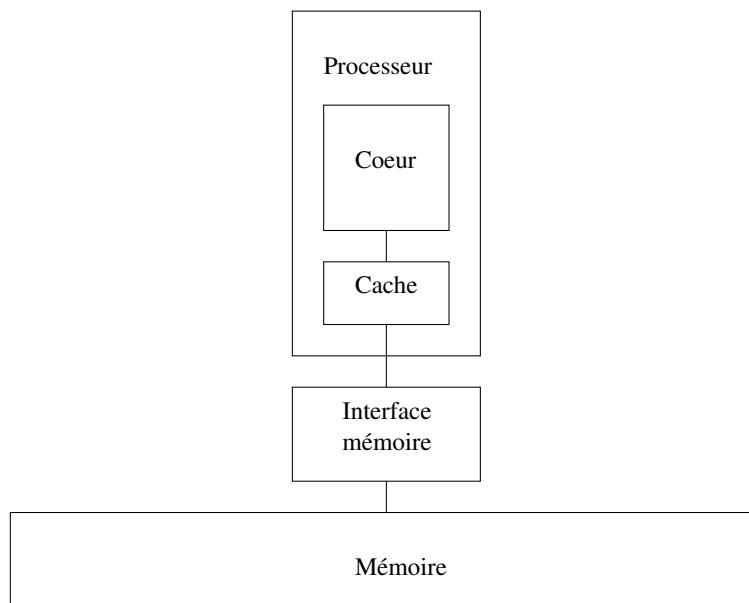 Processeur
Coeur
Cache
Interface
mémoire
Mémoire